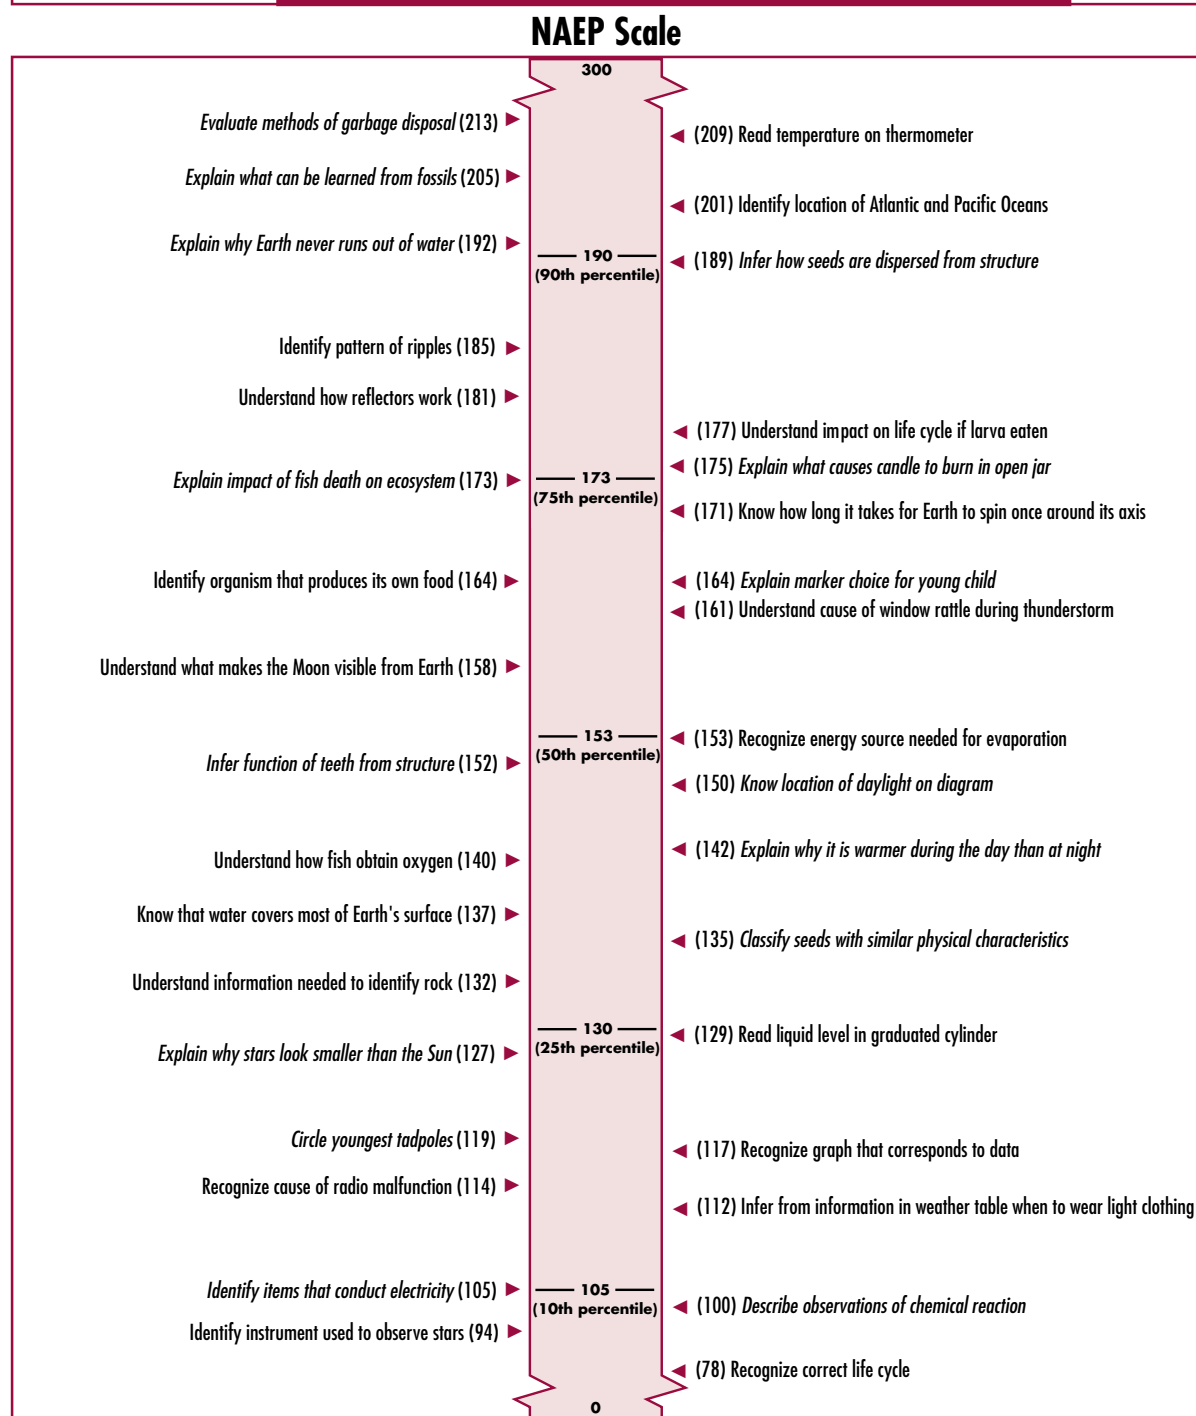 NAEP Scale
300
Evaluate methods of garbage disposal (213)
(209) Read temperature on thermometer
Explain what can be learned from fossils (205)
(201) Identify location of Atlantic and Pacific Oceans
Explain why Earth never runs out of water (192)
190
(90th percentile)
(189) Infer how seeds are dispersed from structure
Identify pattern of ripples (185)
Understand how reflectors work (181)
(177) Understand impact on life cycle if larva eaten
(175) Explain what causes candle to burn in open jar
Explain impact of fish death on ecosystem (173)
173
(75th percentile)
(171) Know how long it takes for Earth to spin once around its axis
Identify organism that produces its own food (164)
(164) Explain marker choice for young child
(161) Understand cause of window rattle during thunderstorm
Understand what makes the Moon visible from Earth (158)
153
(50th percentile)
(153) Recognize energy source needed for evaporation
Infer function of teeth from structure (152)
(150) Know location of daylight on diagram
(142) Explain why it is warmer during the day than at night
Understand how fish obtain oxygen (140)
Know that water covers most of Earth's surface (137)
(135) Classify seeds with similar physical characteristics
Understand information needed to identify rock (132)
130
(25th percentile)
(129) Read liquid level in graduated cylinder
Explain why stars look smaller than the Sun (127)
Circle youngest tadpoles (119)
(117) Recognize graph that corresponds to data
Recognize cause of radio malfunction (114)
(112) Infer from information in weather table when to wear light clothing
Identify items that conduct electricity (105)
105
(10th percentile)
(100) Describe observations of chemical reaction
Identify instrument used to observe stars (94)
(78) Recognize correct life cycle
0